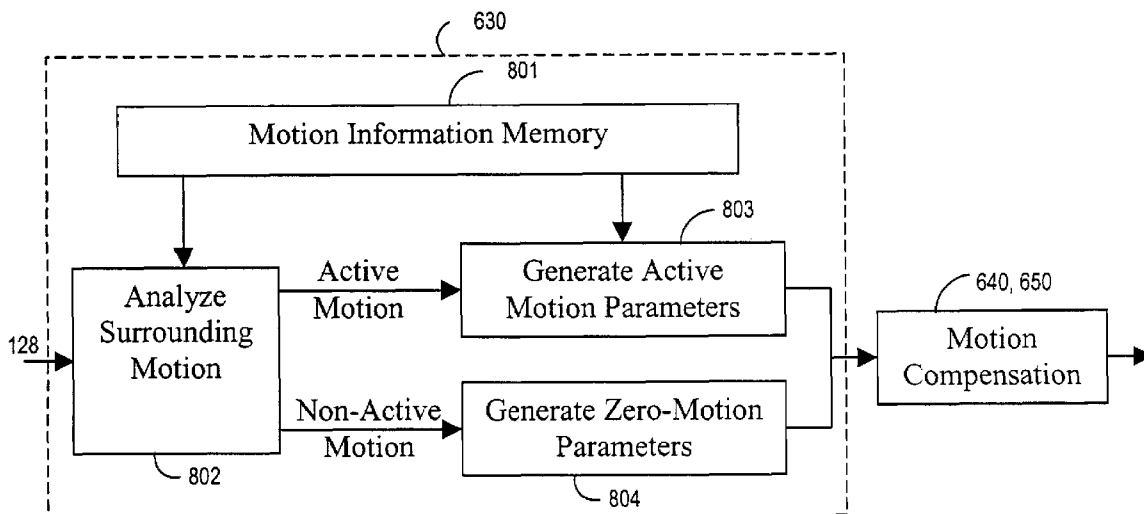 630
801
Motion Information Memory
803
Active
Motion
Generate Active
Motion Parameters
640, 650
Analyze
Surrounding
Motion
128
Motion
Compensation
Non-Active
Motion
Generate Zero-Motion
Parameters
802
804